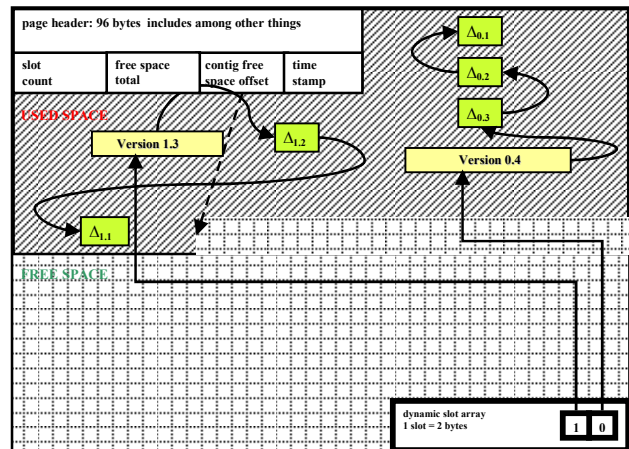 page header: 96 bytes includes among other things
slot count
free space total
contig free space offset
time stamp
USED SPACE
Δ0.1
Δ0.2
Δ0.3
Version 1.3
Δ1.2
Version 0.4
Δ1.1
FREE SPACE
dynamic slot array
1 slot = 2 bytes
1 0